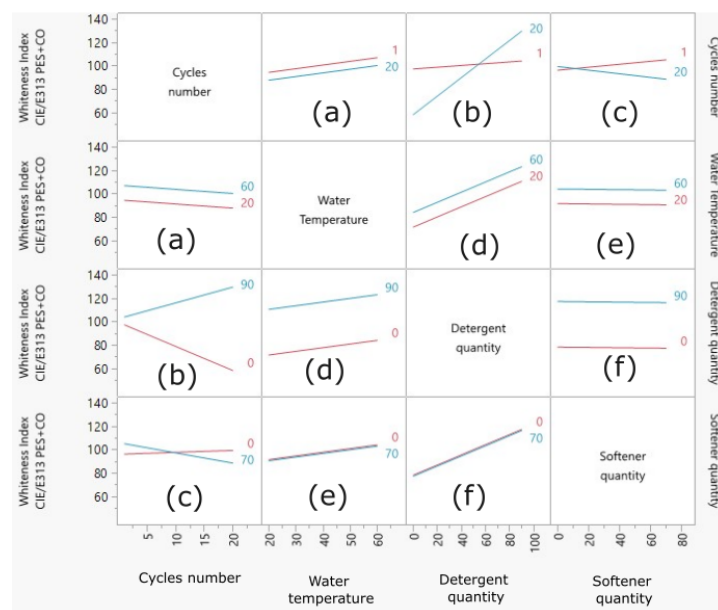 140
120
100
80
60
Whiteness Index
CIE/E313 PES+CO
Cycles
number
1
20
(a)
20
1
(b)
1
20
(c)
Cycles number
140
120
100
80
60
Whiteness Index
CIE/E313 PES+CO
60
20
(a)
Water
Temperature
60
20
(d)
60
20
(e)
Water Temperature
140
120
100
80
60
Whiteness Index
CIE/E313 PES+CO
90
0
(b)
90
0
(d)
Detergent
quantity
90
0
(f)
Detergent quantity
140
120
100
80
60
Whiteness Index
CIE/E313 PES+CO
0
70
(c)
0
70
(e)
0
70
(f)
Softener
quantity
Softener quantity
5 10 15 20
20 30 40 50 60
0 20 40 60 80 100
0 20 40 60 80
Cycles number
Water
temperature
Detergent
quantity
Softener
quantity